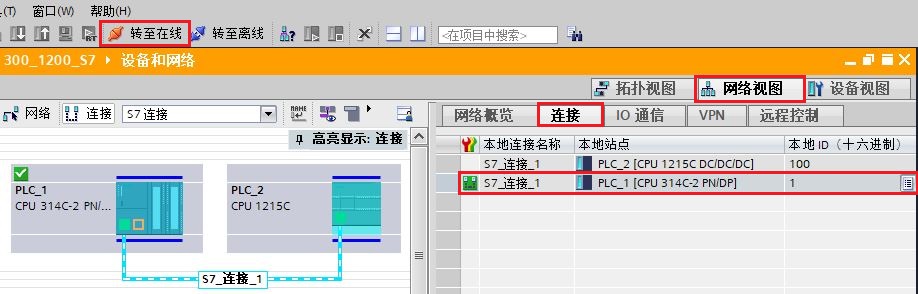 具(T) 窗口(W) 帮助(H)
转至在线 转至离线 <在项目中搜索>
300_1200_S7 ▸ 设备和网络
拓扑视图 网络视图 设备视图
网络 连接 S7 连接
网络概览 连接 IO 通信 VPN 远程控制
高亮显示: 连接
本地连接名称 本地站点 本地 ID（十六进制）
S7_连接_1 PLC_2 [CPU 1215C DC/DC/DC] 100
S7_连接_1 PLC_1 [CPU 314C-2 PN/DP] 1
PLC_1
CPU 314C-2 PN/...
PLC_2
CPU 1215C
S7_连接_1